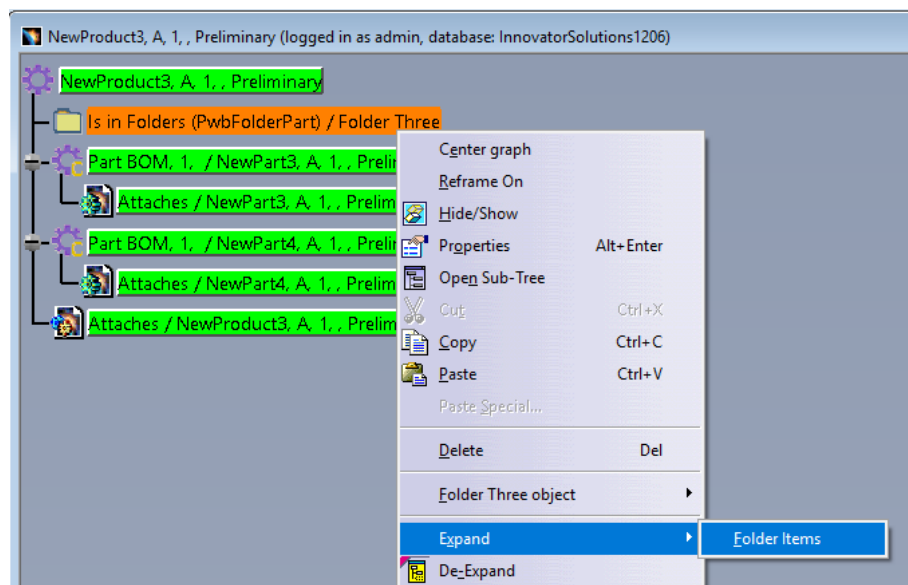 NewProduct3, A, 1, , Preliminary (logged in as admin, database: InnovatorSolutions1206)
NewProduct3, A, 1, , Preliminary
Is in Folders (PwbFolderPart) / Folder Three
Part BOM, 1, / NewPart3, A, 1, , Prelim
Attaches / NewPart3, A, 1, , Prelim
Part BOM, 1, / NewPart4, A, 1, , Prelim
Attaches / NewPart4, A, 1, , Prelim
Attaches / NewProduct3, A, 1, , Prelim
Center graph
Reframe On
Hide/Show
Properties Alt+Enter
Open Sub-Tree
Cut Ctrl+X
Copy Ctrl+C
Paste Ctrl+V
Paste Special...
Delete Del
Folder Three object
Expand
Folder Items
De-Expand